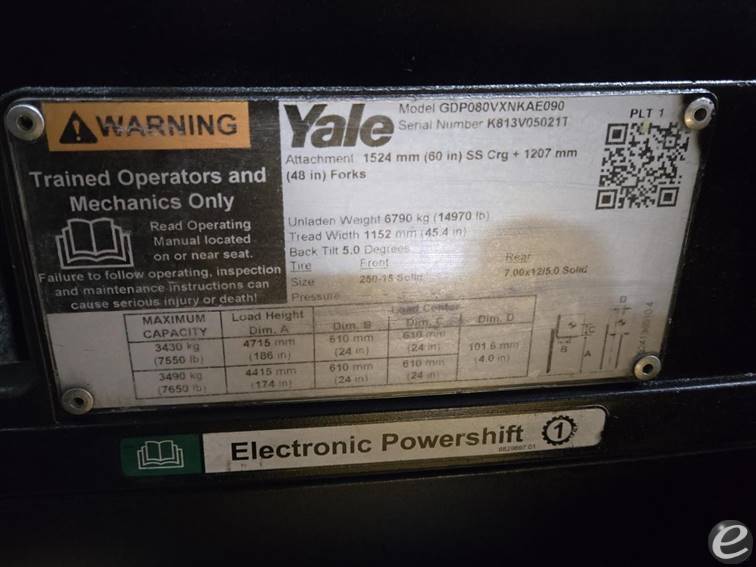 WARNING
Trained Operators and
Mechanics Only
Read Operating
Manual located
on or near seat.
Failure to follow operating, inspection
and maintenance instructions can
cause serious injury or death!
Yale
Model GDP080VXNKAE090
Serial Number K813V05021T
PLT 1
Attachment 1524 mm (60 in) SS Crg + 1207 mm
(48 in) Forks
Unladen Weight 6790 kg (14970 lb)
Tread Width 1152 mm (45.4 in)
Back Tilt 5.0 Degrees
Tire Front Rear
Size 250-15 Solid 7.00x12/5.0 Solid
Pressure
MAXIMUM CAPACITY Load Height Dim. A Load Center Dim. B Dim. C Dim. D
3430 kg (7550 lb) 4715 mm (186 in) 610 mm (24 in) 610 mm (24 in) 101.6 mm (4.0 in)
3490 kg (7650 lb) 4415 mm (174 in) 610 mm (24 in) 610 mm (24 in)
B C A D
Electronic Powershift 1
e